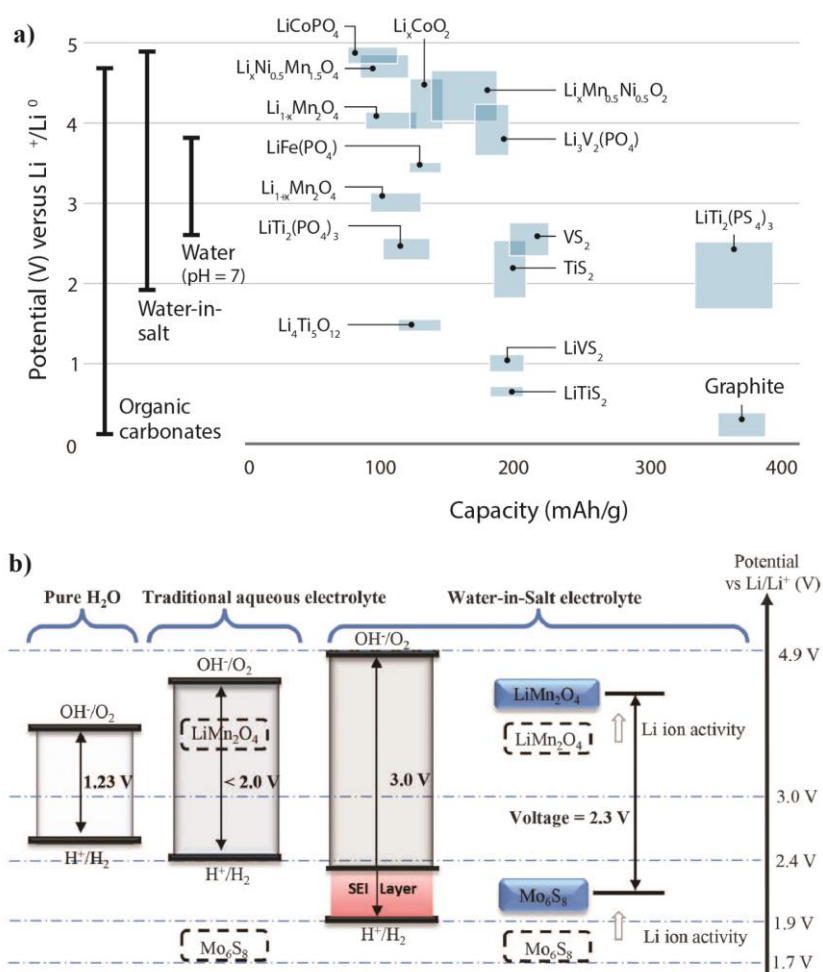 a)
Potential (V) versus Li +/Li 0
5
4
3
2
1
0
Organic
carbonates
Water-in-
salt
Water
(pH = 7)
LiCoPO4
LixCoO2
LixNi0.5Mn1.5O4
LixMn0.5Ni0.5O2
Li1-xMn2O4
Li3V2(PO4)
LiFe(PO4)
Li1+xMn2O4
LiTi2(PO4)3
VS2
LiTi2(PS4)3
TiS2
Li4Ti5O12
LiVS2
LiTiS2
Graphite
0
100
200
300
400
Capacity (mAh/g)
b)
Pure H2O
Traditional aqueous electrolyte
Water-in-Salt electrolyte
Potential
vs Li/Li+ (V)
OH-/O2
1.23 V
H+/H2
OH-/O2
LiMn2O4
< 2.0 V
H+/H2
Mo6S8
OH-/O2
3.0 V
SEI Layer
H+/H2
LiMn2O4
LiMn2O4
Li ion activity
Voltage = 2.3 V
Mo6S8
Mo6S8
Li ion activity
4.9 V
3.0 V
2.4 V
1.9 V
1.7 V